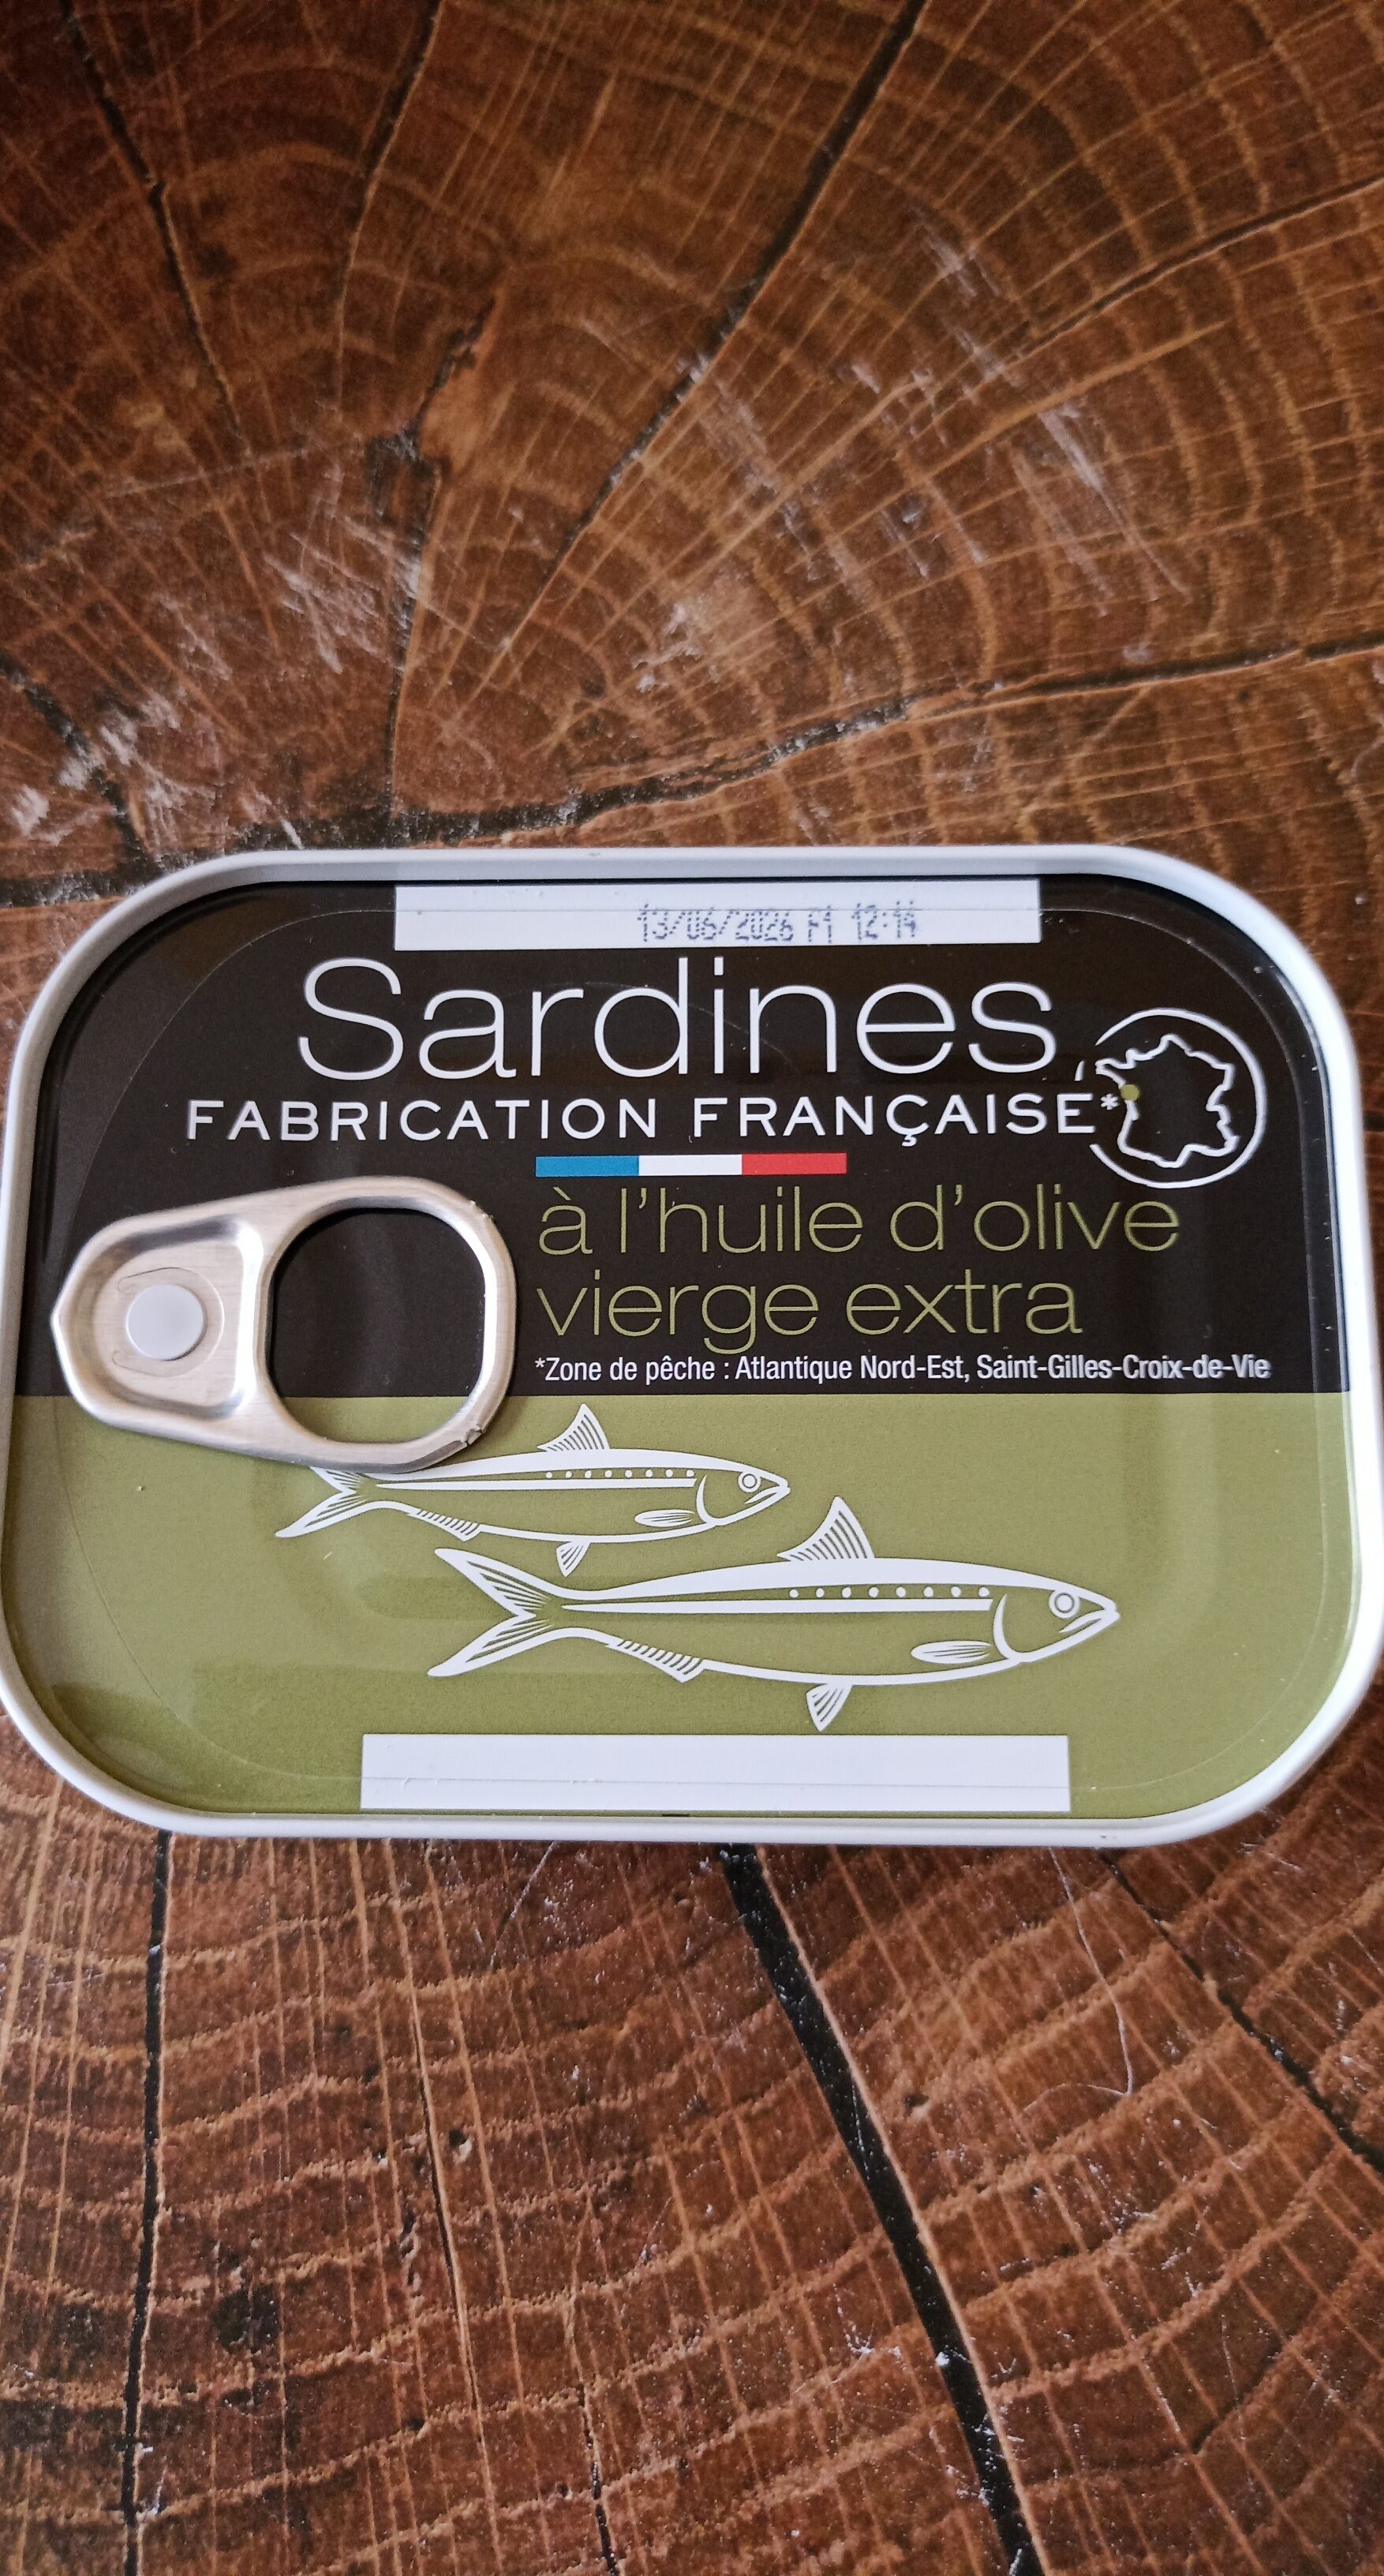 13/06/2026 F1 12:14
Sardines
FABRICATION FRANÇAISE*
à l'huile d'olive
vierge extra
*Zone de pêche : Atlantique Nord-Est, Saint-Gilles-Croix-de-Vie